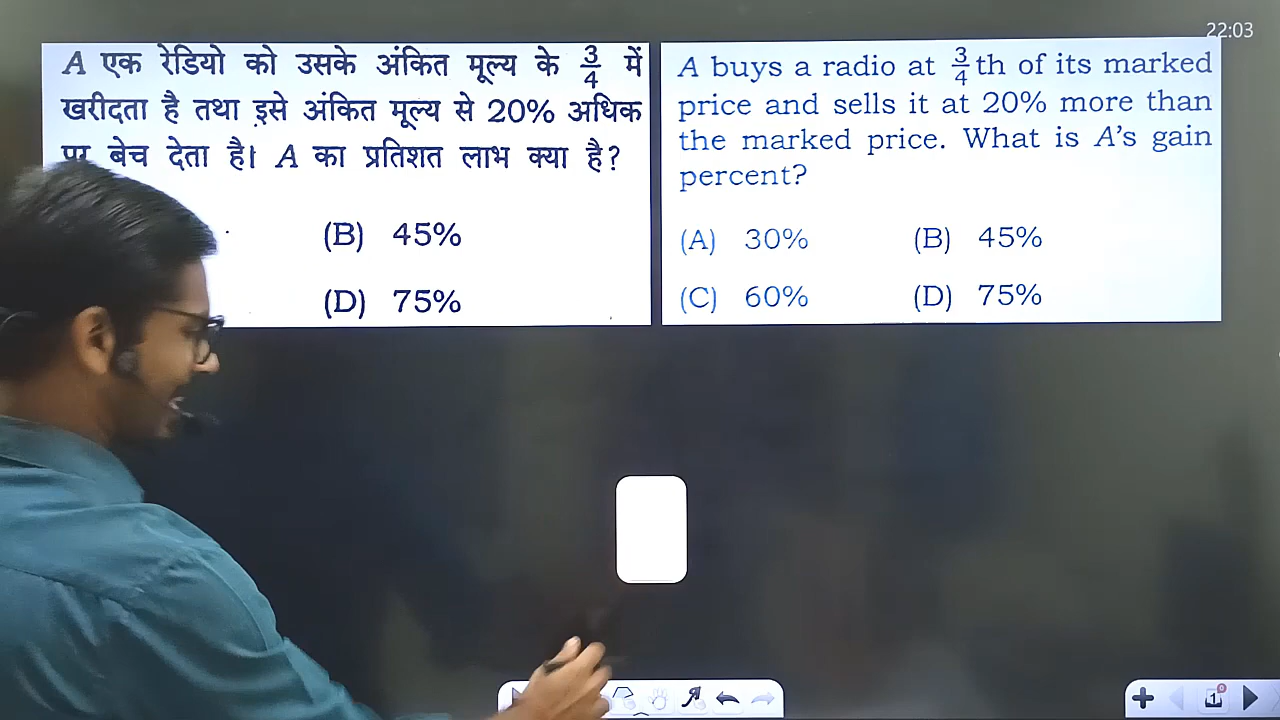 22:03
A एक रेडियो को उसके अंकित मूल्य के 3/4 में
खरीदता है तथा इसे अंकित मूल्य से 20% अधिक
पर बेच देता है। A का प्रतिशत लाभ क्या है?
(B) 45%
(D) 75%
A buys a radio at 3/4th of its marked
price and sells it at 20% more than
the marked price. What is A's gain
percent?
(A) 30% (B) 45%
(C) 60% (D) 75%
1